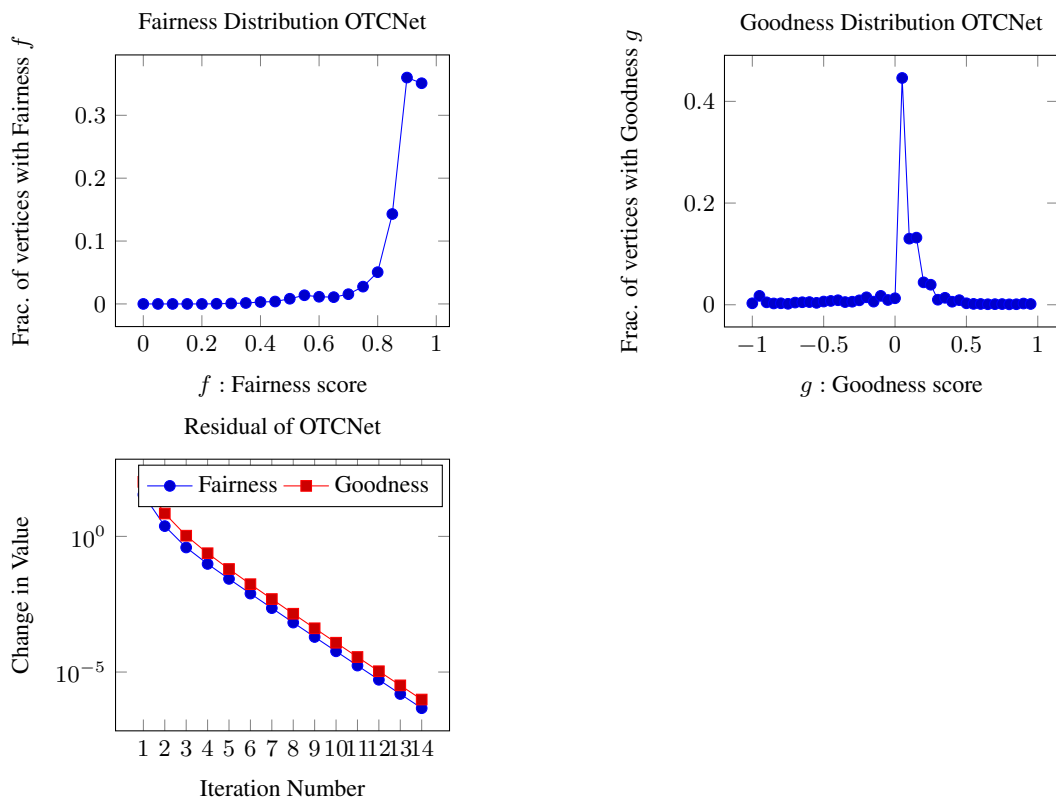 Fairness Distribution OTCNet
Frac. of vertices with Fairness f
0.3
0.2
0.1
0
0 0.2 0.4 0.6 0.8 1
f : Fairness score
Goodness Distribution OTCNet
Frac. of vertices with Goodness g
0.4
0.2
0
−1 −0.5 0 0.5 1
g : Goodness score
Residual of OTCNet
Fairness Goodness
Change in Value
10^0
10^−5
1 2 3 4 5 6 7 8 9 10 11 12 13 14
Iteration Number